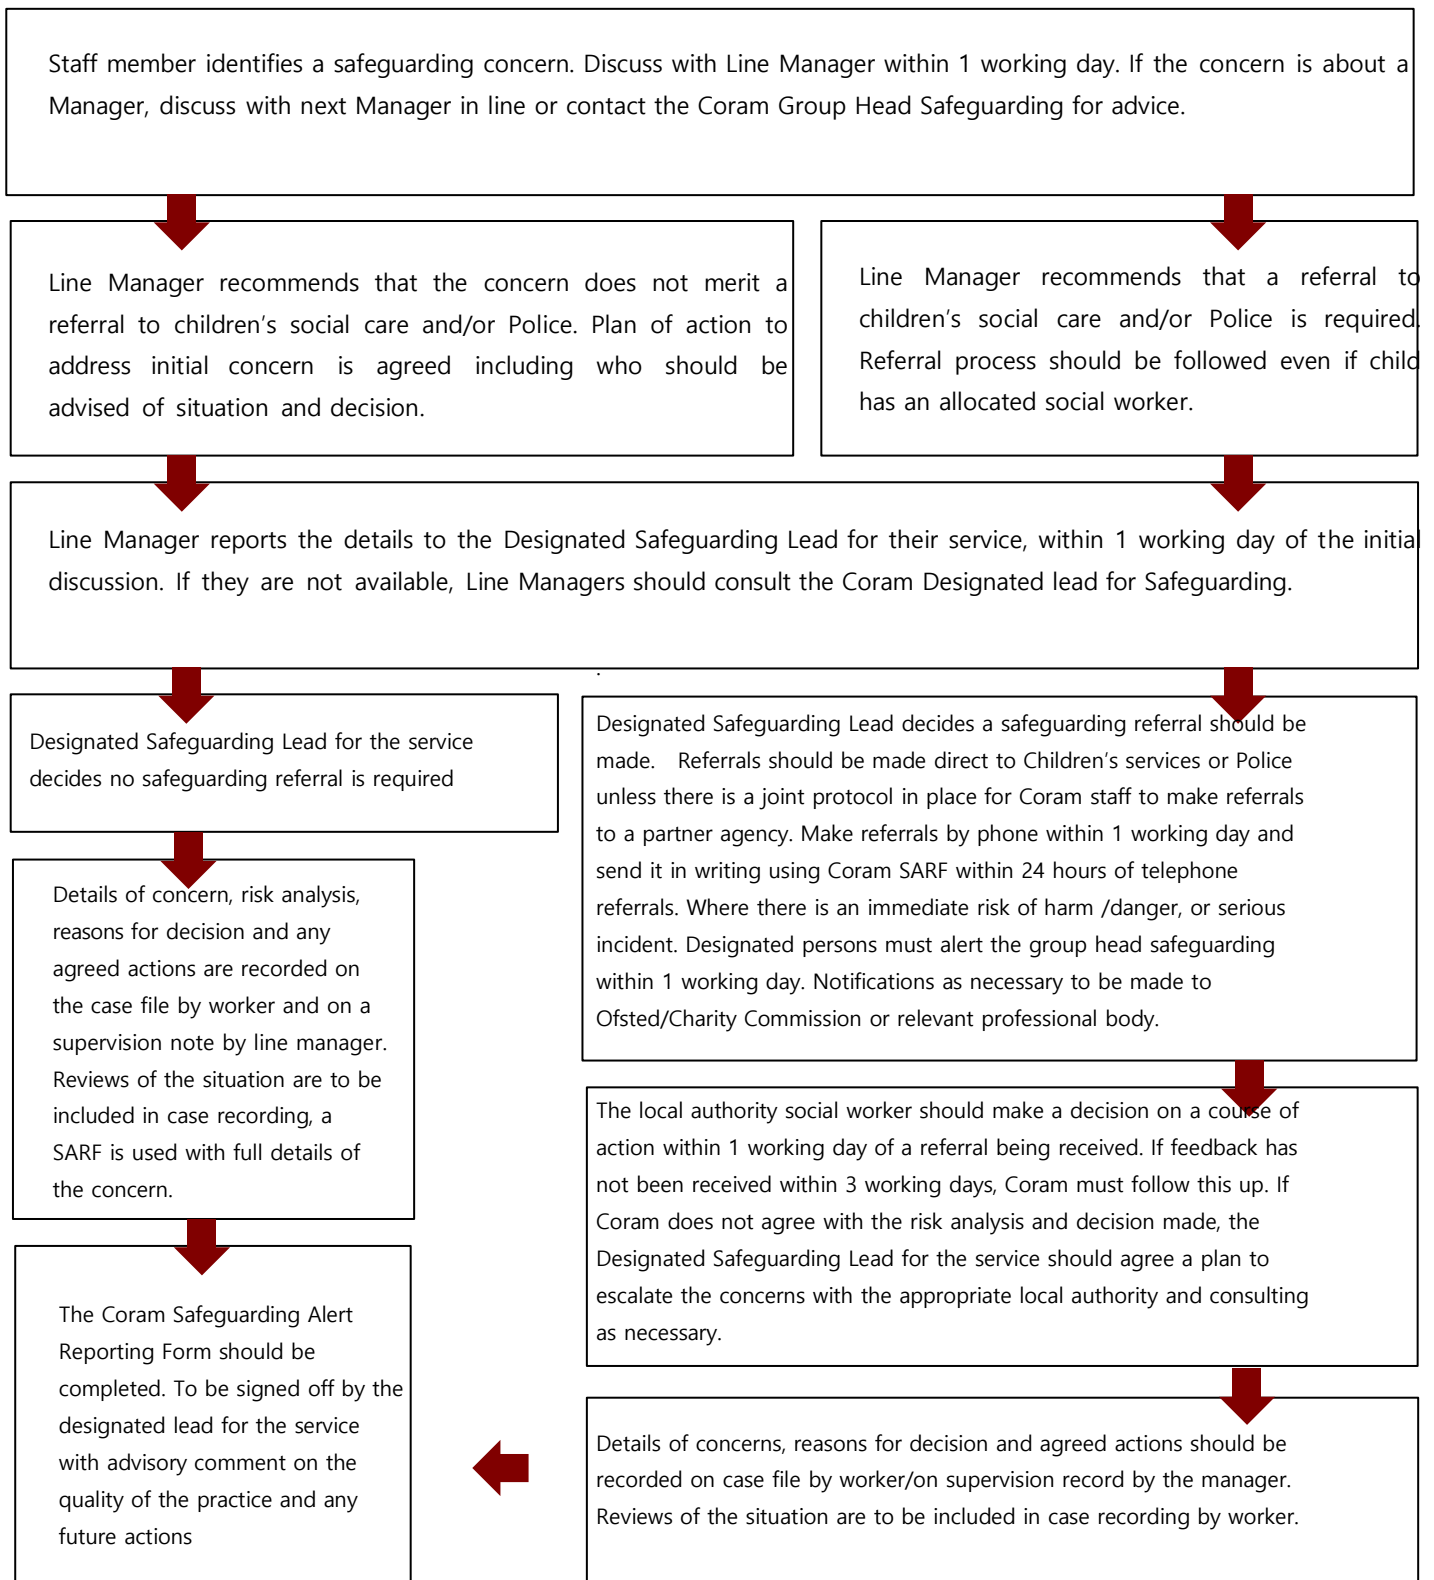 Staff member identifies a safeguarding concern. Discuss with Line Manager within 1 working day. If the concern is about a
Manager, discuss with next Manager in line or contact the Coram Group Head Safeguarding for advice.
Line Manager recommends that the concern does not merit a
referral to children’s social care and/or Police. Plan of action to
address initial concern is agreed including who should be
advised of situation and decision.
Line Manager recommends that a referral to
children’s social care and/or Police is required.
Referral process should be followed even if child
has an allocated social worker.
Line Manager reports the details to the Designated Safeguarding Lead for their service, within 1 working day of the initial
discussion. If they are not available, Line Managers should consult the Coram Designated lead for Safeguarding.
.
Designated Safeguarding Lead for the service
decides no safeguarding referral is required
Details of concern, risk analysis,
reasons for decision and any
agreed actions are recorded on
the case file by worker and on a
supervision note by line manager.
Reviews of the situation are to be
included in case recording, a
SARF is used with full details of
the concern.
The Coram Safeguarding Alert
Reporting Form should be
completed. To be signed off by the
designated lead for the service
with advisory comment on the
quality of the practice and any
future actions
Designated Safeguarding Lead decides a safeguarding referral should be
made. Referrals should be made direct to Children’s services or Police
unless there is a joint protocol in place for Coram staff to make referrals
to a partner agency. Make referrals by phone within 1 working day and
send it in writing using Coram SARF within 24 hours of telephone
referrals. Where there is an immediate risk of harm /danger, or serious
incident. Designated persons must alert the group head safeguarding
within 1 working day. Notifications as necessary to be made to
Ofsted/Charity Commission or relevant professional body.
The local authority social worker should make a decision on a course of
action within 1 working day of a referral being received. If feedback has
not been received within 3 working days, Coram must follow this up. If
Coram does not agree with the risk analysis and decision made, the
Designated Safeguarding Lead for the service should agree a plan to
escalate the concerns with the appropriate local authority and consulting
as necessary.
Details of concerns, reasons for decision and agreed actions should be
recorded on case file by worker/on supervision record by the manager.
Reviews of the situation are to be included in case recording by worker.